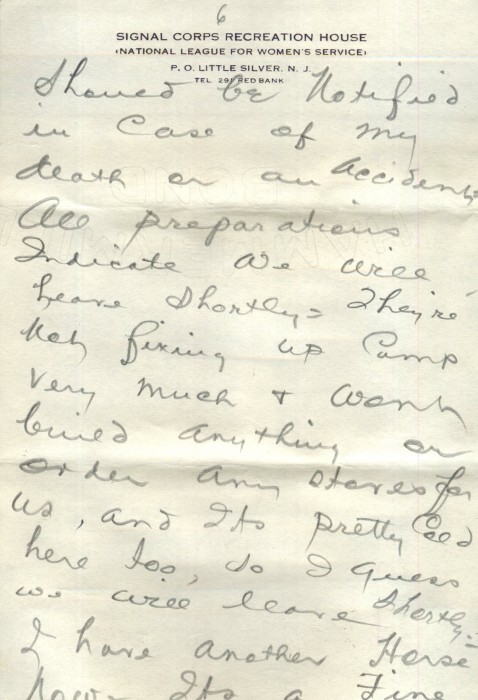 6
SIGNAL CORPS RECREATION HOUSE
(NATIONAL LEAGUE FOR WOMEN'S SERVICE)
P. O. LITTLE SILVER, N. J.
TEL. 291 RED BANK
Should be Notified
in Case of my
death or an Accident
All preparations
Indicate we will
leave Shortly = They're
Not fixing up Camp
Very much & Wont
build anything or
order any stoves for
us, and Its pretty Cold
here too, so I guess
we will leave Shortly =
I have another Horse
Now = Its a Fine